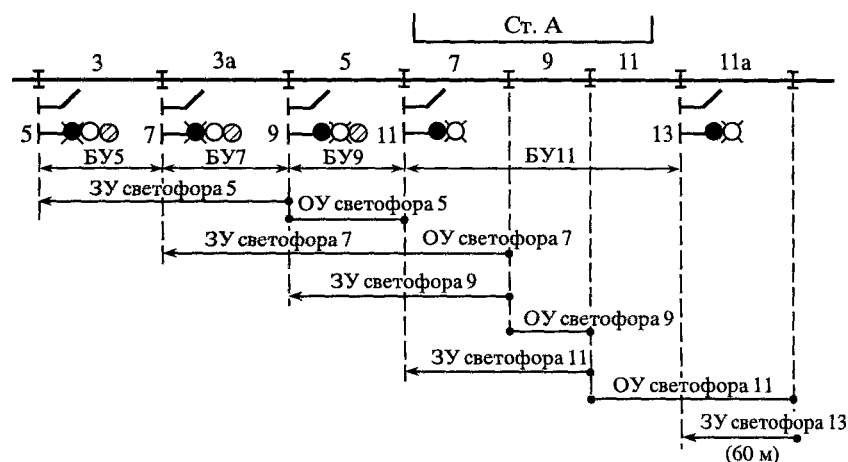 Ст. А
3 3а 5 7 9 11 11а
5 7 9 11 13
БУ5 БУ7 БУ9 БУ11
ЗУ светофора 5
ОУ светофора 5
ЗУ светофора 7 ОУ светофора 7
ЗУ светофора 9
ОУ светофора 9
ЗУ светофора 11
ОУ светофора 11
ЗУ светофора 13
(60 м)